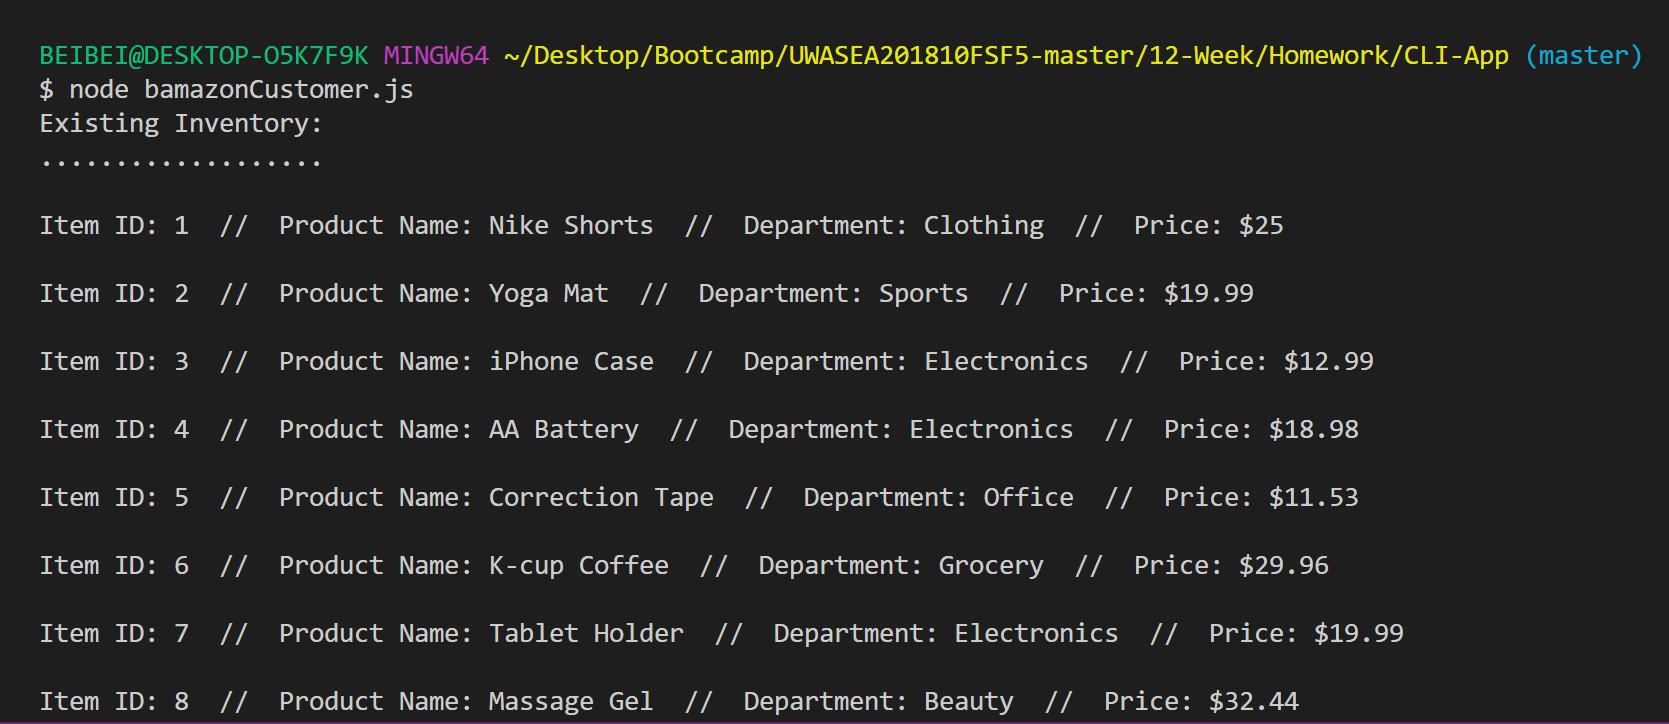 BEIBEI@DESKTOP-O5K7F9K MINGW64 ~/Desktop/Bootcamp/UWASEA201810FSF5-master/12-Week/Homework/CLI-App (master)
$ node bamazonCustomer.js
Existing Inventory:
...................
Item ID: 1  //  Product Name: Nike Shorts  //  Department: Clothing  //  Price: $25
Item ID: 2  //  Product Name: Yoga Mat  //  Department: Sports  //  Price: $19.99
Item ID: 3  //  Product Name: iPhone Case  //  Department: Electronics  //  Price: $12.99
Item ID: 4  //  Product Name: AA Battery  //  Department: Electronics  //  Price: $18.98
Item ID: 5  //  Product Name: Correction Tape  //  Department: Office  //  Price: $11.53
Item ID: 6  //  Product Name: K-cup Coffee  //  Department: Grocery  //  Price: $29.96
Item ID: 7  //  Product Name: Tablet Holder  //  Department: Electronics  //  Price: $19.99
Item ID: 8  //  Product Name: Massage Gel  //  Department: Beauty  //  Price: $32.44